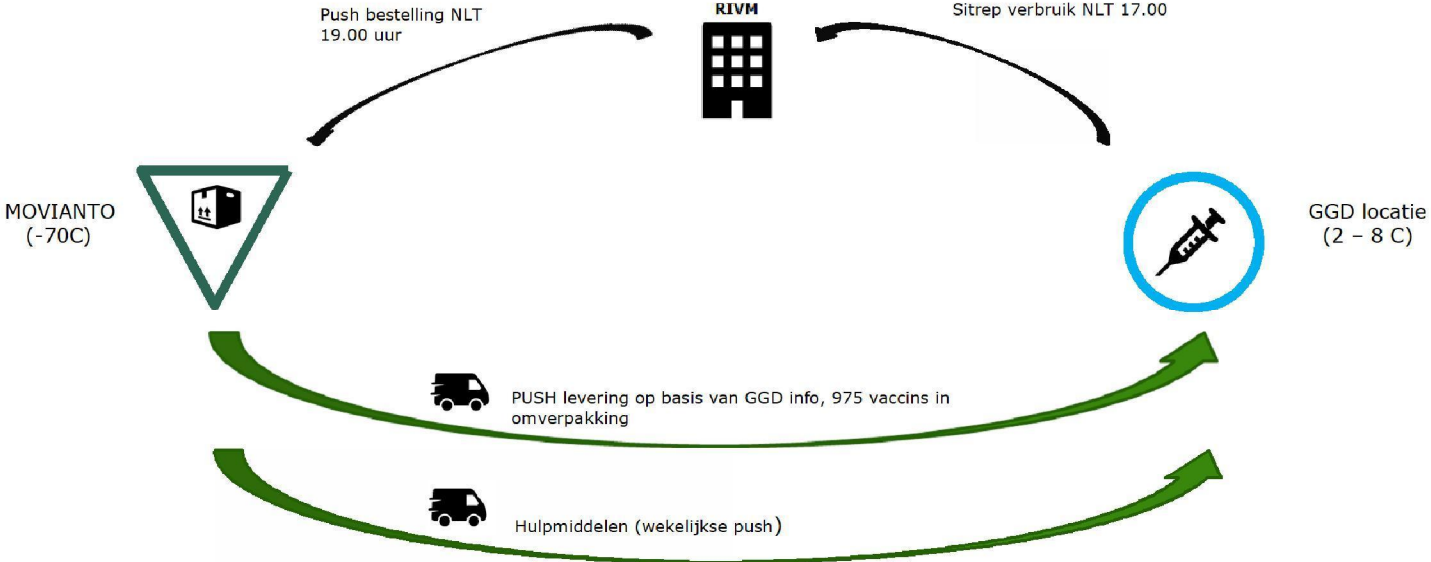 Push bestelling NLT
19.00 uur
RIVM
Sitrep verbruik NLT 17.00
MOVIANTO
(-70C)
GGD locatie
(2 – 8 C)
PUSH levering op basis van GGD info, 975 vaccins in
omverpakking
Hulpmiddelen (wekelijkse push)